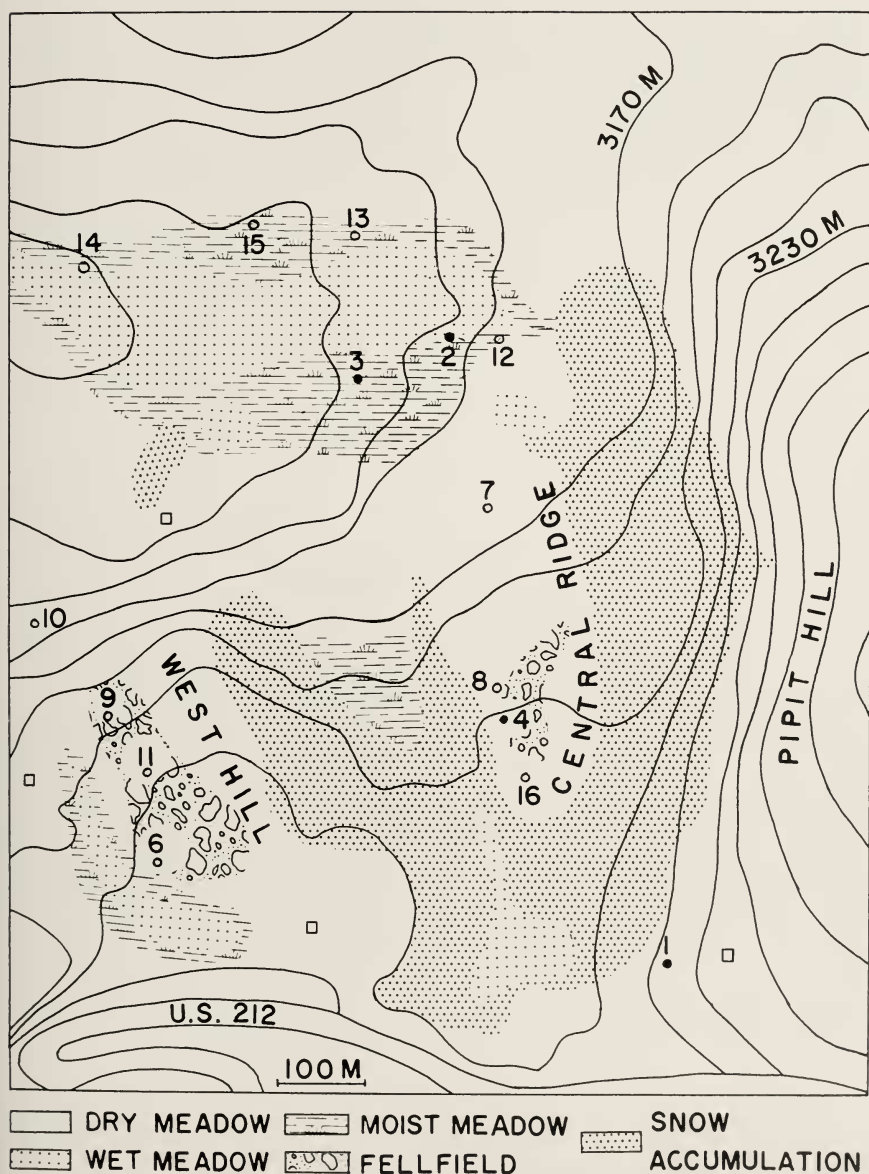 3170 M
3230 M
13
15
14
2
12
3
7
CENTRAL RIDGE
10
PIPIT HILL
WEST HILL
9
8
4
11
16
6
1
U.S. 212
100 M
DRY MEADOW
MOIST MEADOW
SNOW ACCUMULATION
WET MEADOW
FELLFIELD